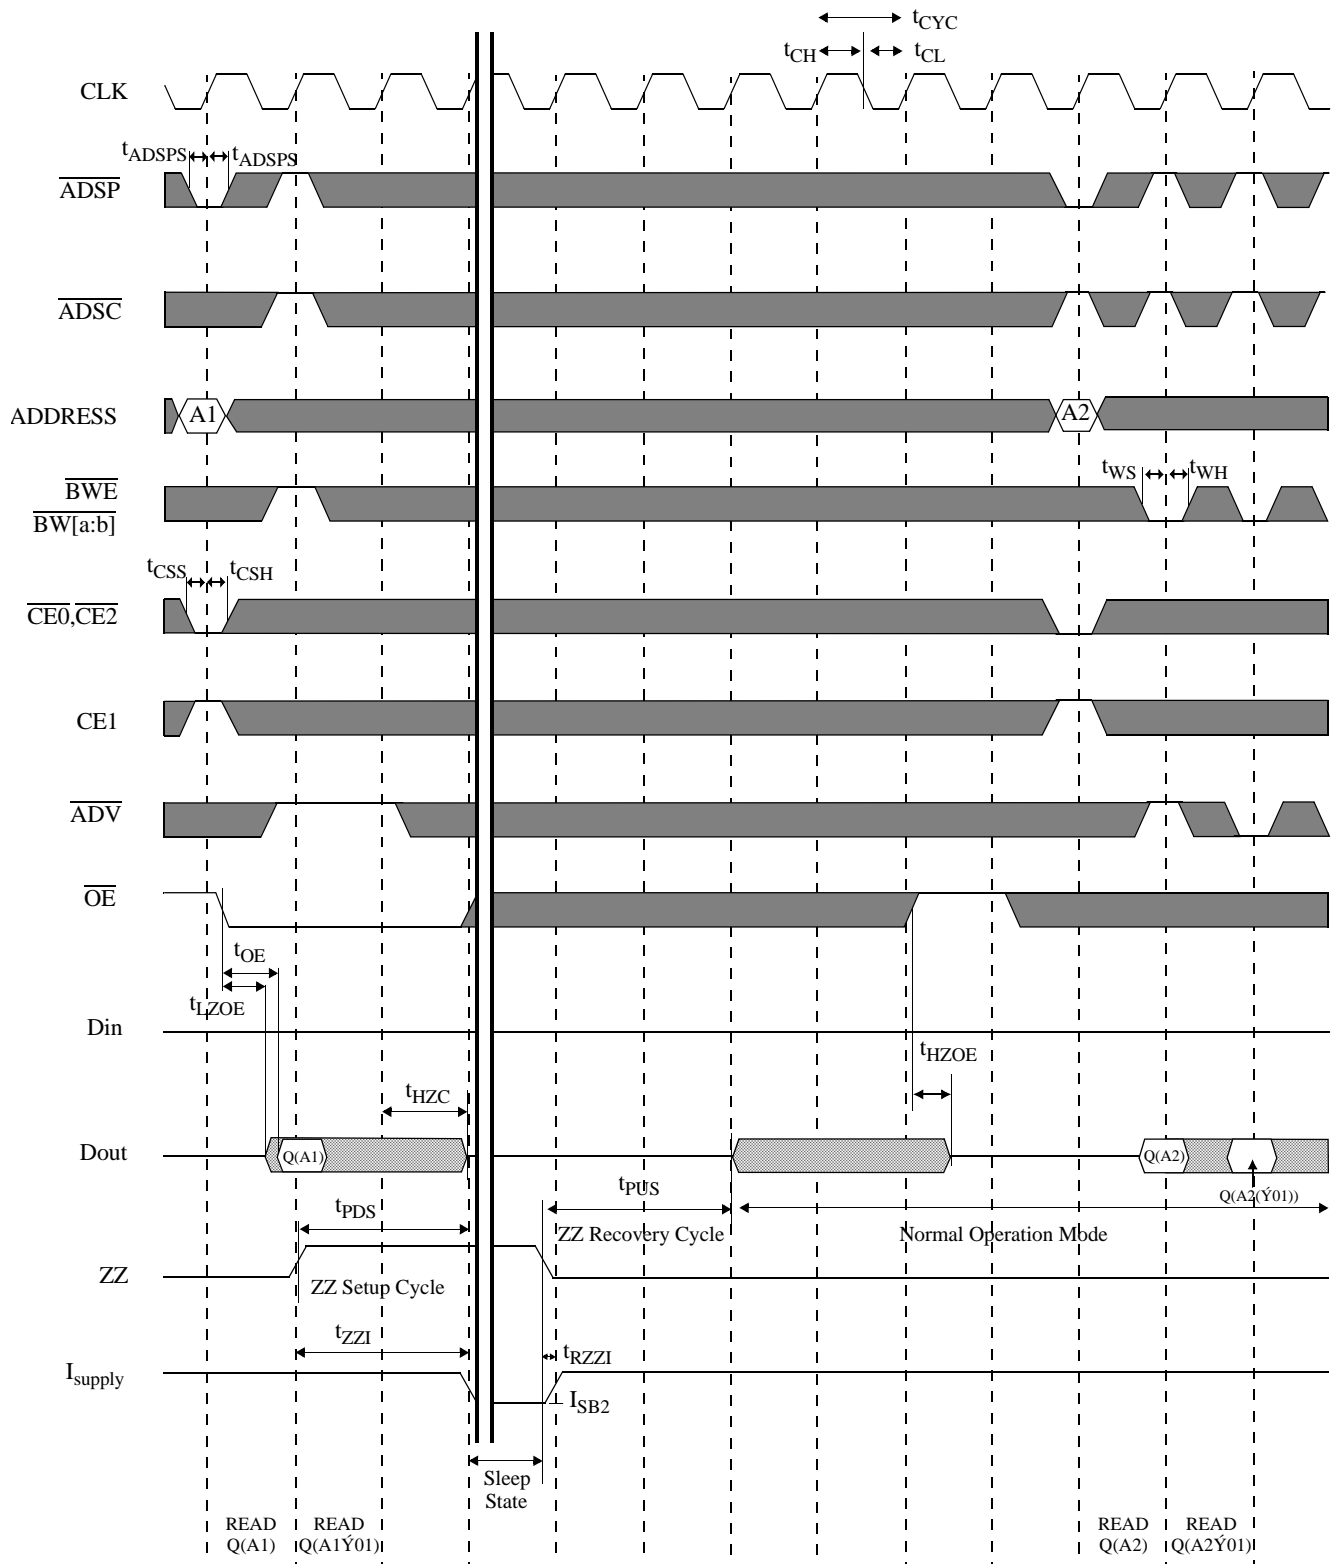 tCYC
tCH tCL
CLK
tADSPS tADSPS
ADSP
ADSC
ADDRESS A1 A2
tWS tWH
BWE
BW[a:b]
tCSS tCSH
CE0,CE2
CE1
ADV
OE
tOE
tLZOE
Din
tHZOE
tHZC
Dout Q(A1) Q(A2)
Q(A2(Ý01))
tPUS
tPDS
ZZ Recovery Cycle Normal Operation Mode
ZZ
ZZ Setup Cycle
tZZI
tRZZI
Isupply
ISB2
Sleep
State
READ READ READ READ
Q(A1) Q(A1Ý01) Q(A2) Q(A2Ý01)